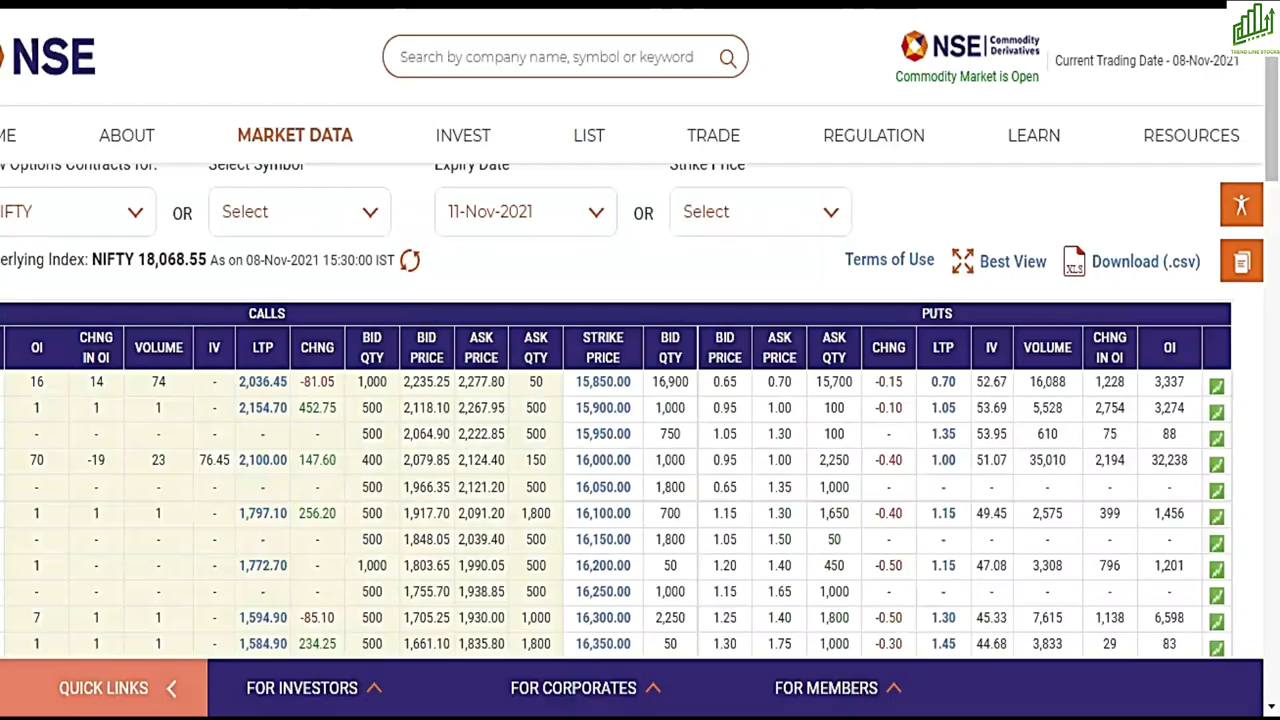 NSE
Search by company name, symbol or keyword
NSE Commodity Derivatives
Commodity Market is Open
Current Trading Date - 08-Nov-2021
TREND LINE STOCKS
ME ABOUT MARKET DATA INVEST LIST TRADE REGULATION LEARN RESOURCES
w Options Contracts for: Select Symbol Expiry Date Strike Price
IFTY OR Select 11-Nov-2021 OR Select
erlying Index: NIFTY 18,068.55 As on 08-Nov-2021 15:30:00 IST Terms of Use Best View XLS Download (.csv)
CALLS PUTS
OI CHNG IN OI VOLUME IV LTP CHNG BID QTY BID PRICE ASK PRICE ASK QTY STRIKE PRICE BID QTY BID PRICE ASK PRICE ASK QTY CHNG LTP IV VOLUME CHNG IN OI OI
16 14 74 - 2,036.45 -81.05 1,000 2,235.25 2,277.80 50 15,850.00 16,900 0.65 0.70 15,700 -0.15 0.70 52.67 16,088 1,228 3,337
1 1 1 - 2,154.70 452.75 500 2,118.10 2,267.95 500 15,900.00 1,000 0.95 1.00 100 -0.10 1.05 53.69 5,528 2,754 3,274
- - - - - - 500 2,064.90 2,222.85 500 15,950.00 750 1.05 1.30 100 - 1.35 53.95 610 75 88
70 -19 23 76.45 2,100.00 147.60 400 2,079.85 2,124.40 150 16,000.00 1,000 0.95 1.00 2,250 -0.40 1.00 51.07 35,010 2,194 32,238
- - - - - - 500 1,966.35 2,121.20 500 16,050.00 1,800 0.65 1.35 1,000 - - - - - -
1 1 1 - 1,797.10 256.20 500 1,917.70 2,091.20 1,800 16,100.00 700 1.15 1.30 1,650 -0.40 1.15 49.45 2,575 399 1,456
- - - - - - 500 1,848.05 2,039.40 500 16,150.00 1,800 1.05 1.50 50 - - - - - -
1 - - - 1,772.70 - 1,000 1,803.65 1,990.05 500 16,200.00 50 1.20 1.40 450 -0.50 1.15 47.08 3,308 796 1,201
- - - - - - 500 1,755.70 1,938.85 500 16,250.00 1,000 1.15 1.65 1,000 - - - - - -
7 1 1 - 1,594.90 -85.10 500 1,705.25 1,930.00 1,000 16,300.00 2,250 1.25 1.40 1,800 -0.50 1.30 45.33 7,615 1,138 6,598
1 1 1 - 1,584.90 234.25 500 1,661.10 1,835.80 1,800 16,350.00 50 1.30 1.75 1,000 -0.30 1.45 44.68 3,833 29 83
QUICK LINKS FOR INVESTORS FOR CORPORATES FOR MEMBERS